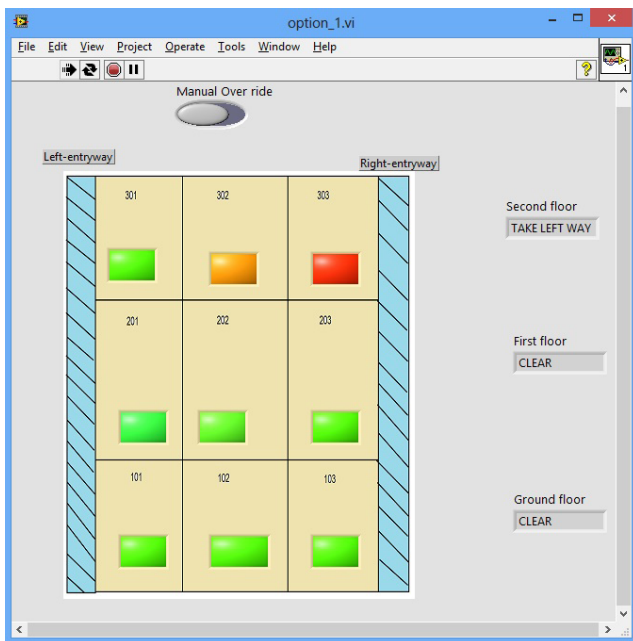 option_1.vi
File Edit View Project Operate Tools Window Help
1
Manual Over ride
Left-entryway
Right-entryway
301 302 303
Second floor
TAKE LEFT WAY
201 202 203
First floor
CLEAR
101 102 103
Ground floor
CLEAR